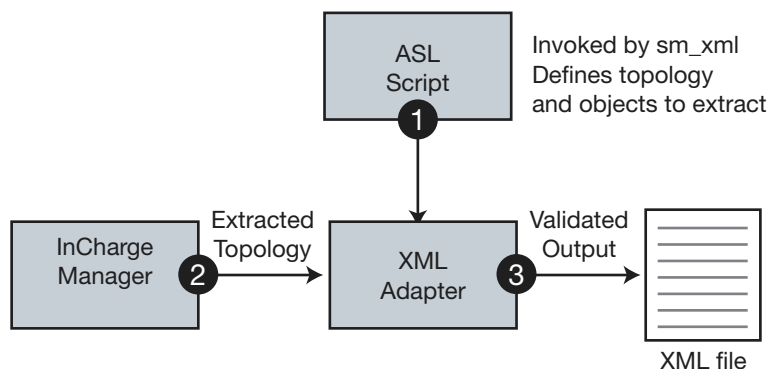 ASL
Script
1
Invoked by sm_xml
Defines topology
and objects to extract
InCharge
Manager
2
Extracted
Topology
XML
Adapter
3
Validated
Output
XML file